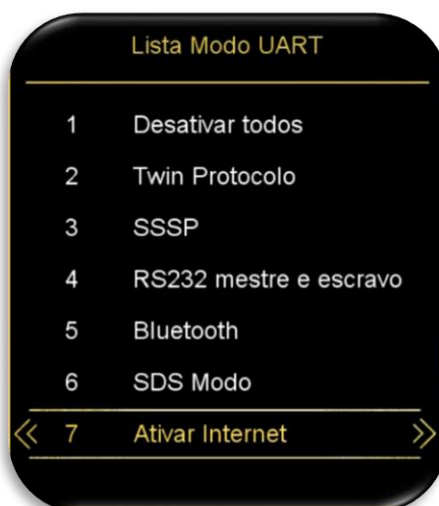 Lista Modo UART
1 Desativar todos
2 Twin Protocolo
3 SSSP
4 RS232 mestre e escravo
5 Bluetooth
6 SDS Modo
« 7 Ativar Internet »